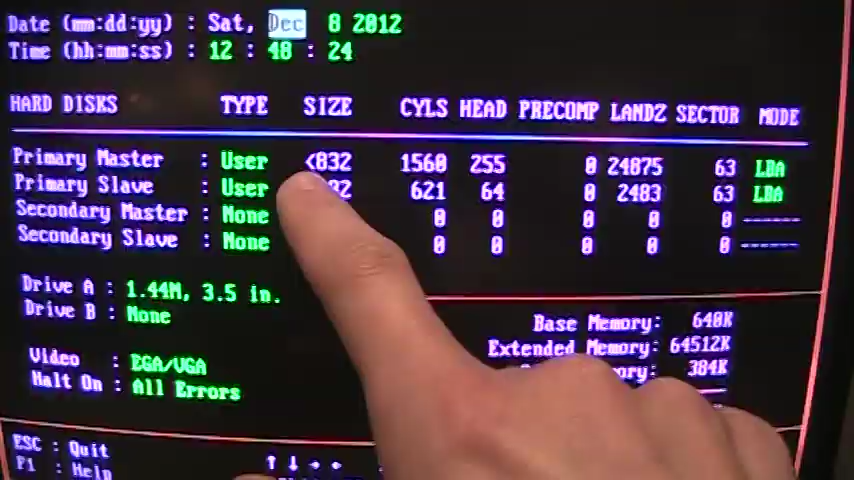 Date (mm:dd:yy) : Sat, Dec 8 2012
Time (hh:mm:ss) : 12 : 48 : 24
HARD DISKS TYPE SIZE CYLS HEAD PRECOMP LANDZ SECTOR MODE
Primary Master : User <032 1560 255 0 24875 63 LBA
Primary Slave : User 621 64 0 2483 63 LBA
Secondary Master : None 0 0 0 0 0 ------
Secondary Slave : None 0 0 0 0 0 ------
Drive A : 1.44M, 3.5 in.
Drive B : None
Base Memory: 640K
Extended Memory: 64512K
384K
Video : EGA/VGA
Halt On : All Errors
ESC : Quit ↑ ↓ → ←
F1 : Help